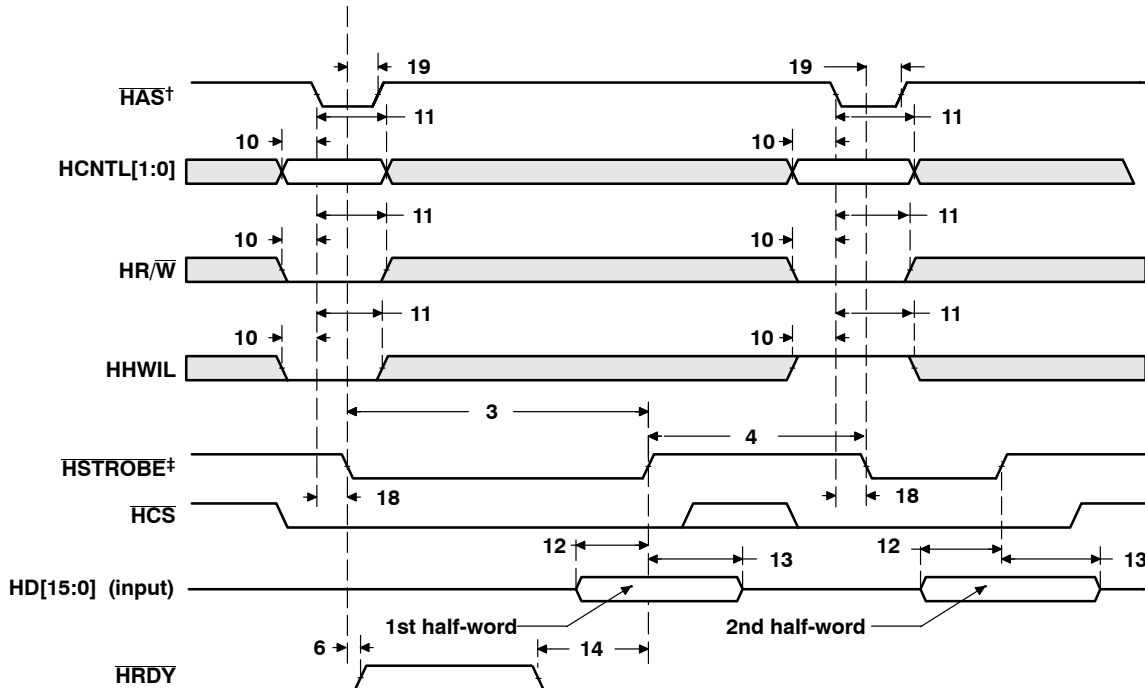 19 19
HAS†
11 11
10 10
HCNTL[1:0]
11 11
10 10
HR/W
11 11
10 10
HHWIL
3
4
HSTROBE‡
18 18
HCS
12 12
13 13
HD[15:0] (input)
1st half-word 2nd half-word
6 14
HRDY